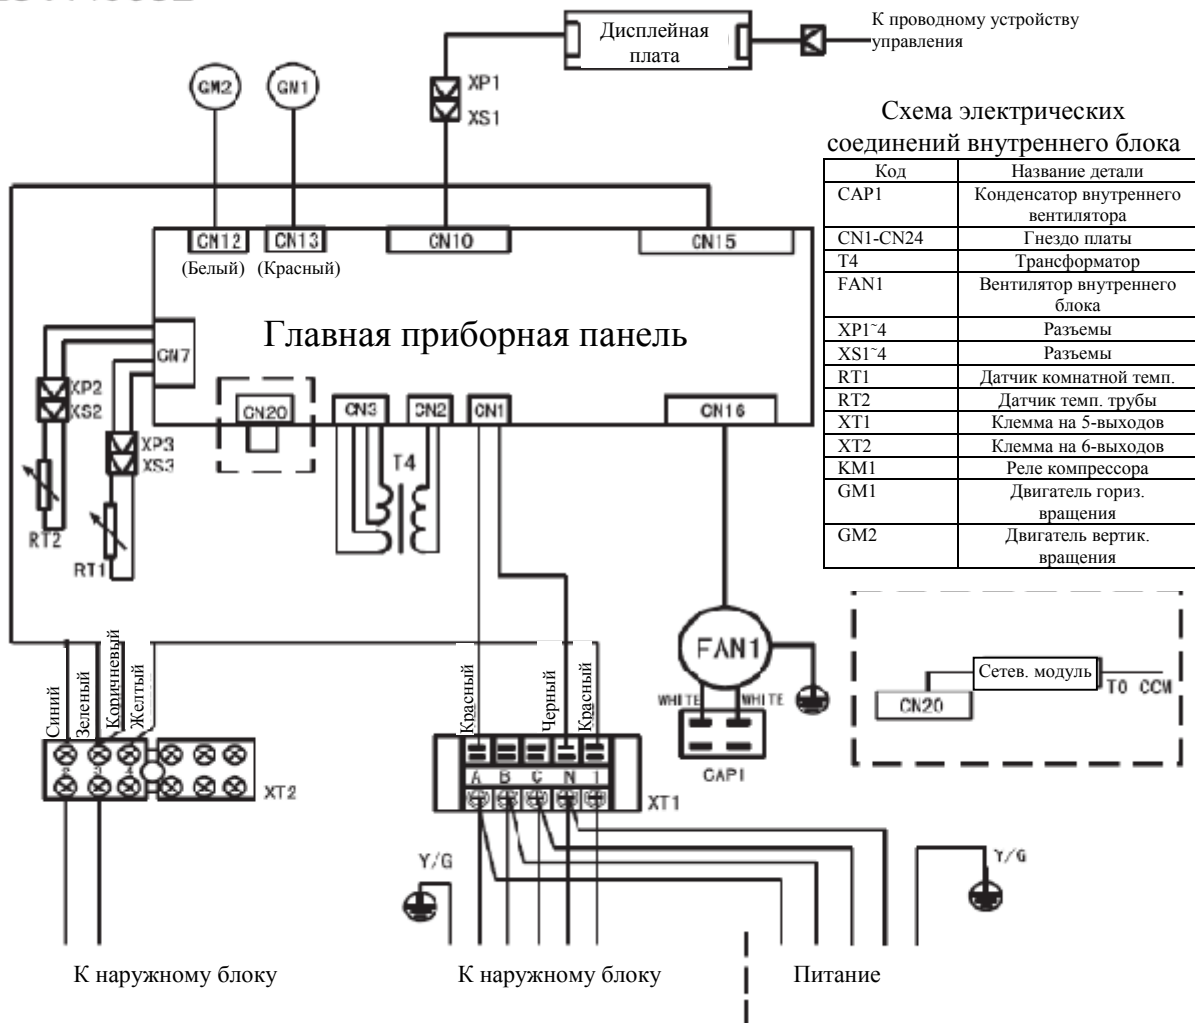 К проводному устройству
управления
Дисплейная
плата
XP1
XS1
GM2
GM1
Схема электрических
соединений внутреннего блока
Код Название детали
CAP1 Конденсатор внутреннего
вентилятора
CN1-CN24 Гнездо платы
T4 Трансформатор
FAN1 Вентилятор внутреннего
блока
XP1~4 Разъемы
XS1~4 Разъемы
RT1 Датчик комнатной темп.
RT2 Датчик темп. трубы
XT1 Клемма на 5-выходов
XT2 Клемма на 6-выходов
KM1 Реле компрессора
GM1 Двигатель гориз.
вращения
GM2 Двигатель вертик.
вращения
CN12
CN13
CN10
CN15
(Белый) (Красный)
Главная приборная панель
CN7
XP2
XS2
XP3
XS3
RT2
RT1
CN20
CN3
CN2
CN1
CN16
T4
FAN1
WHITE
WHITE
CAP1
Сетев. модуль
TO CCM
CN20
Синий
Зеленый
Коричневый
Желтый
Красный
Черный
Красный
2 3 4
XT2
A B C N 1
XT1
Y/G
Y/G
К наружному блоку
К наружному блоку
Питание